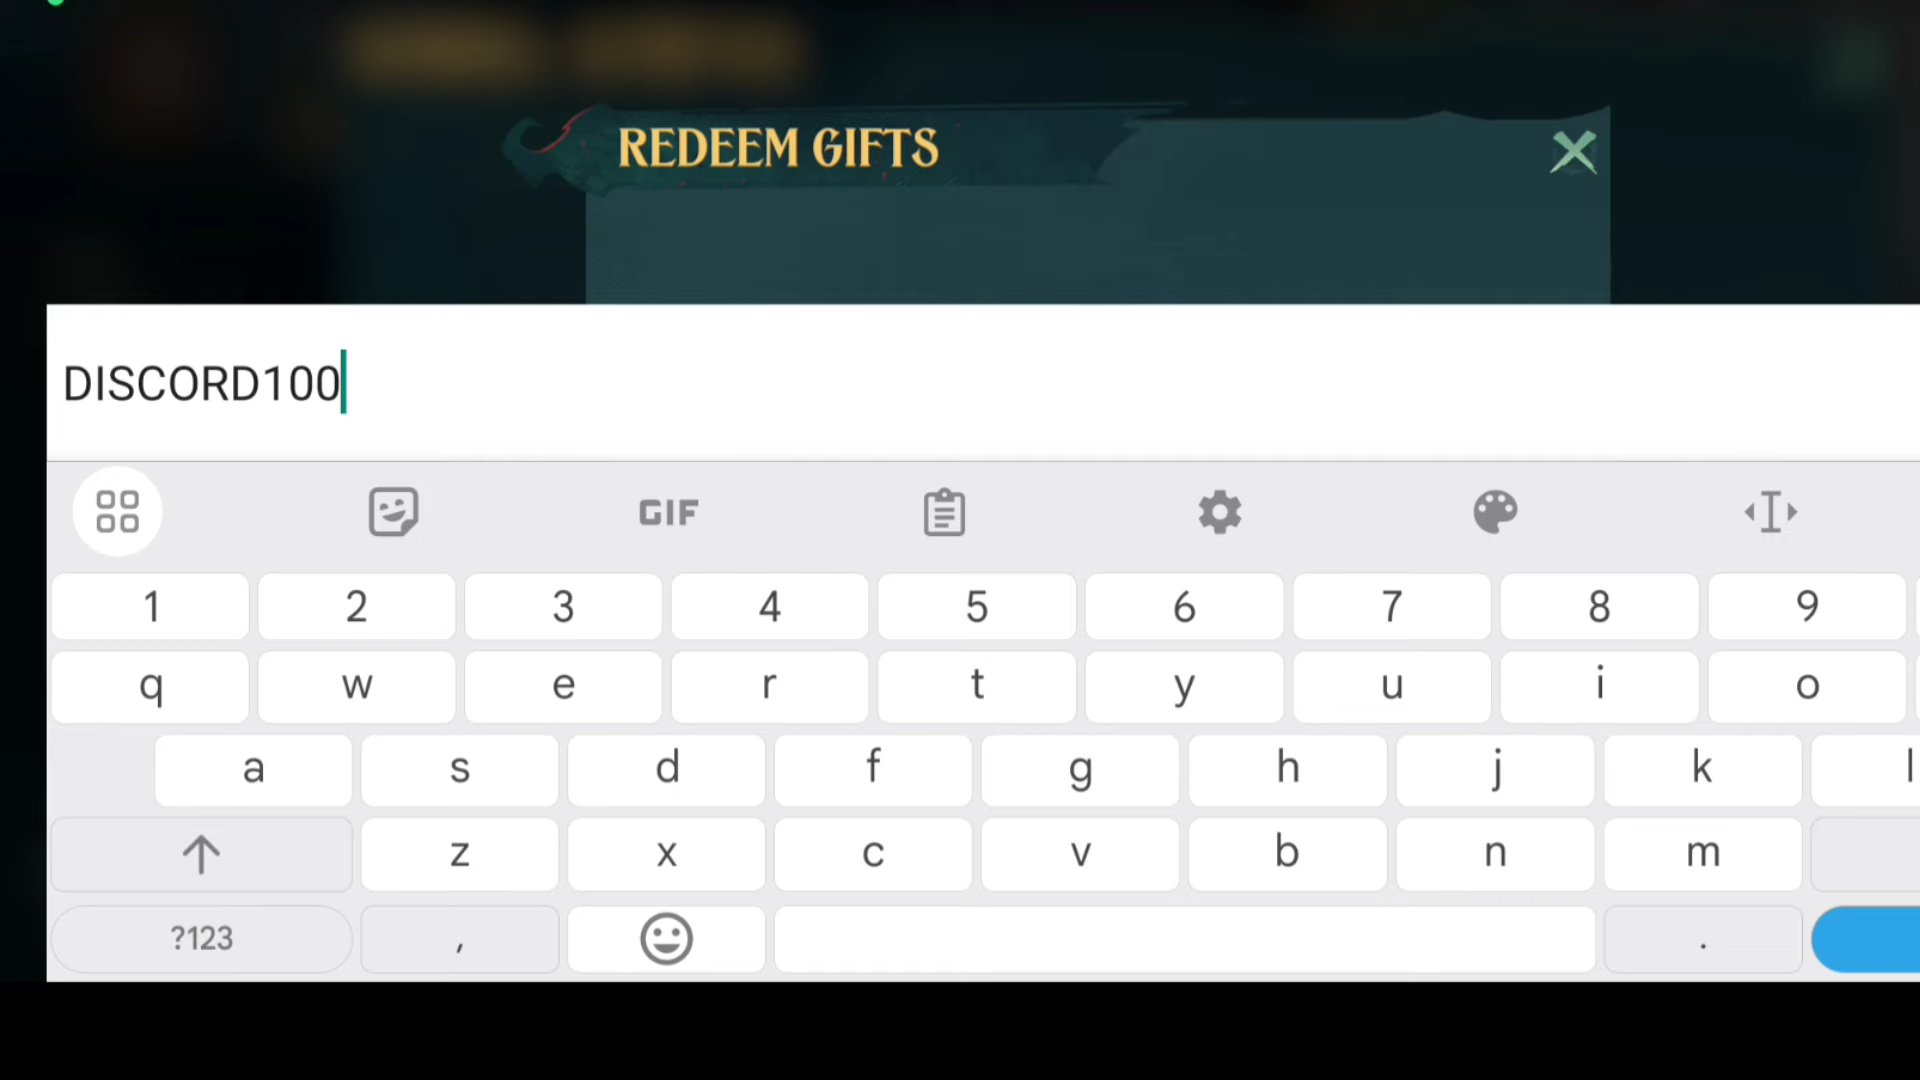 REDEEM GIFTS
DISCORD100
GIF
1 2 3 4 5 6 7 8 9
q w e r t y u i o
a s d f g h j k l
z x c v b n m
?123 , .